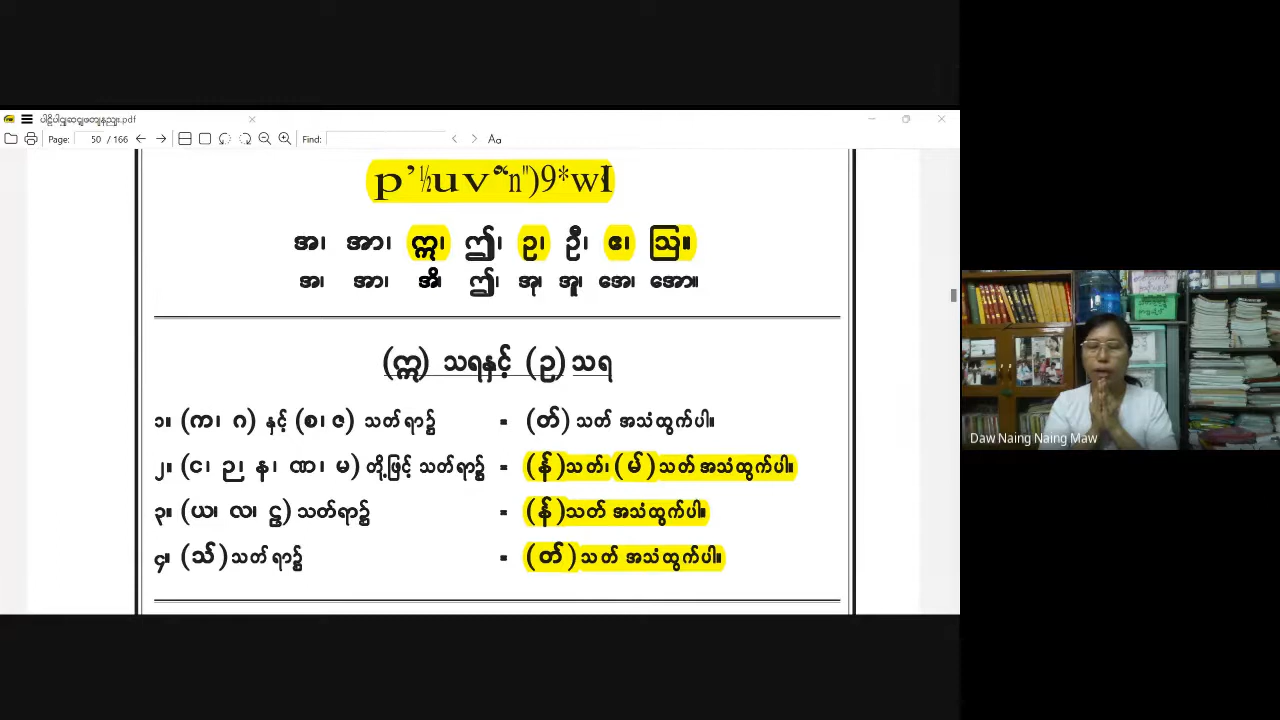 Page: 50 / 166 Find: Aa
အ၊ အာ၊ ဣ၊ ဤ၊ ဥ၊ ဦ၊ ဧ၊ ဩ။
အ၊ အာ၊ အိ၊ ဤ၊ အု၊ အူ၊ အေ၊ အော။
(ဣ) သရနှင့် (ဥ) သရ
၁။ (က၊ ဂ) နှင့် (စ၊ ဇ) သတ်ရာ၌ = (တ်) သတ် အသံထွက်ပါ။
၂။ (င၊ ဉ၊ န၊ ဏ၊ မ) တို့ဖြင့် သတ်ရာ၌ = (န်) သတ်၊ (မ်) သတ် အသံထွက်ပါ။
၃။ (ယ၊ လ၊ ဠ) သတ်ရာ၌ = (န်) သတ် အသံထွက်ပါ။
၄။ (သ်) သတ်ရာ၌ = (တ်) သတ် အသံထွက်ပါ။
Daw Naing Naing Maw